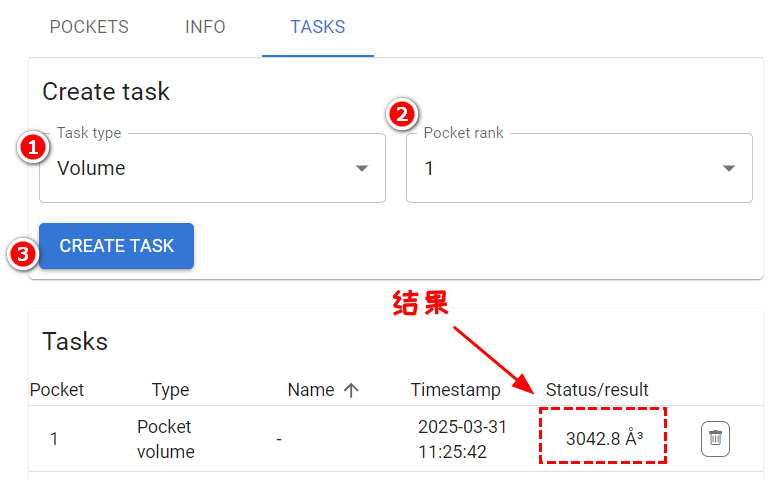 POCKETS INFO TASKS
Create task
1 Task type 2 Pocket rank
Volume 1
3 CREATE TASK
结果
Tasks
Pocket Type Name ↑ Timestamp Status/result
1 Pocket volume - 2025-03-31 11:25:42 3042.8 Å³